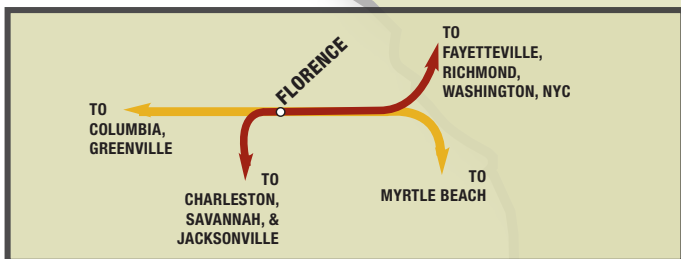 FLORENCE
TO
FAYETTEVILLE,
RICHMOND,
WASHINGTON, NYC
TO
COLUMBIA,
GREENVILLE
TO
CHARLESTON,
SAVANNAH, &
JACKSONVILLE
TO
MYRTLE BEACH